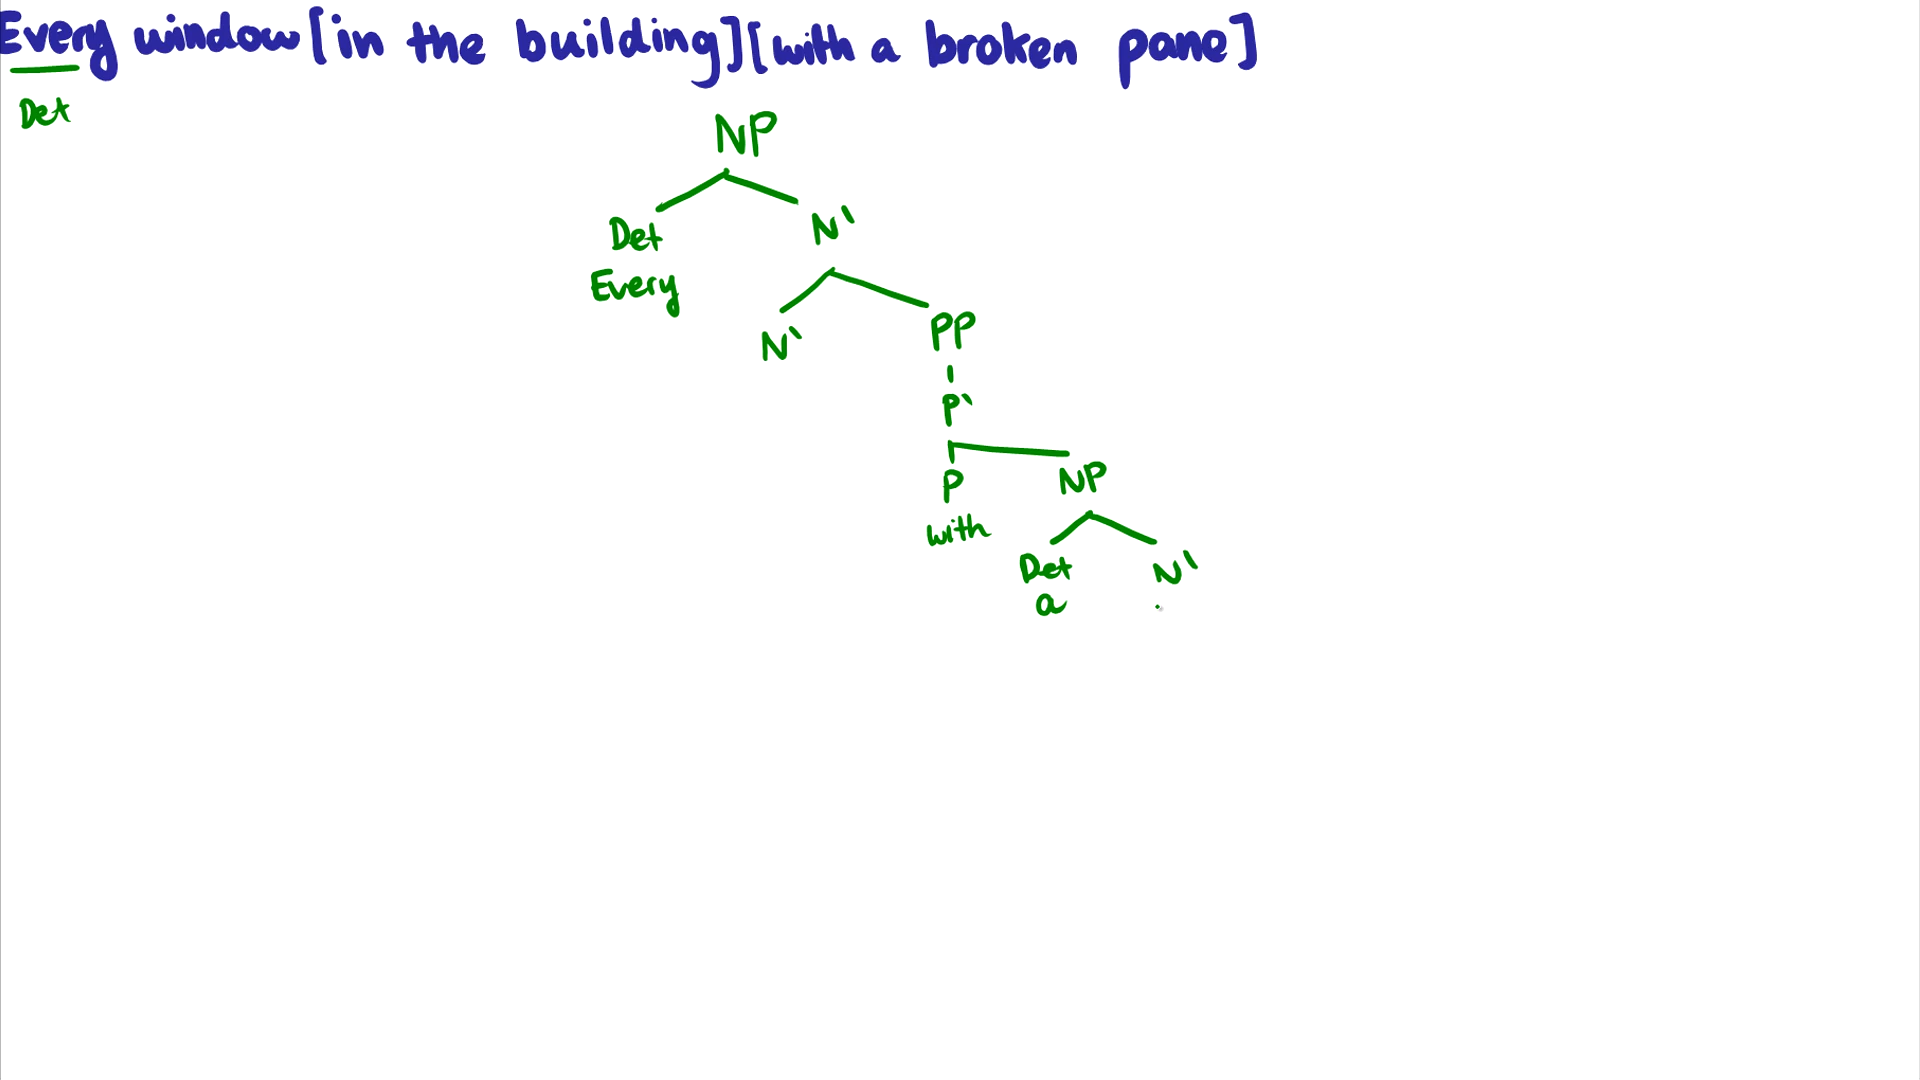 Every window [in the building] [with a broken pane]
Det
NP
Det N'
Every
N' PP
P'
P NP
with
Det N'
a